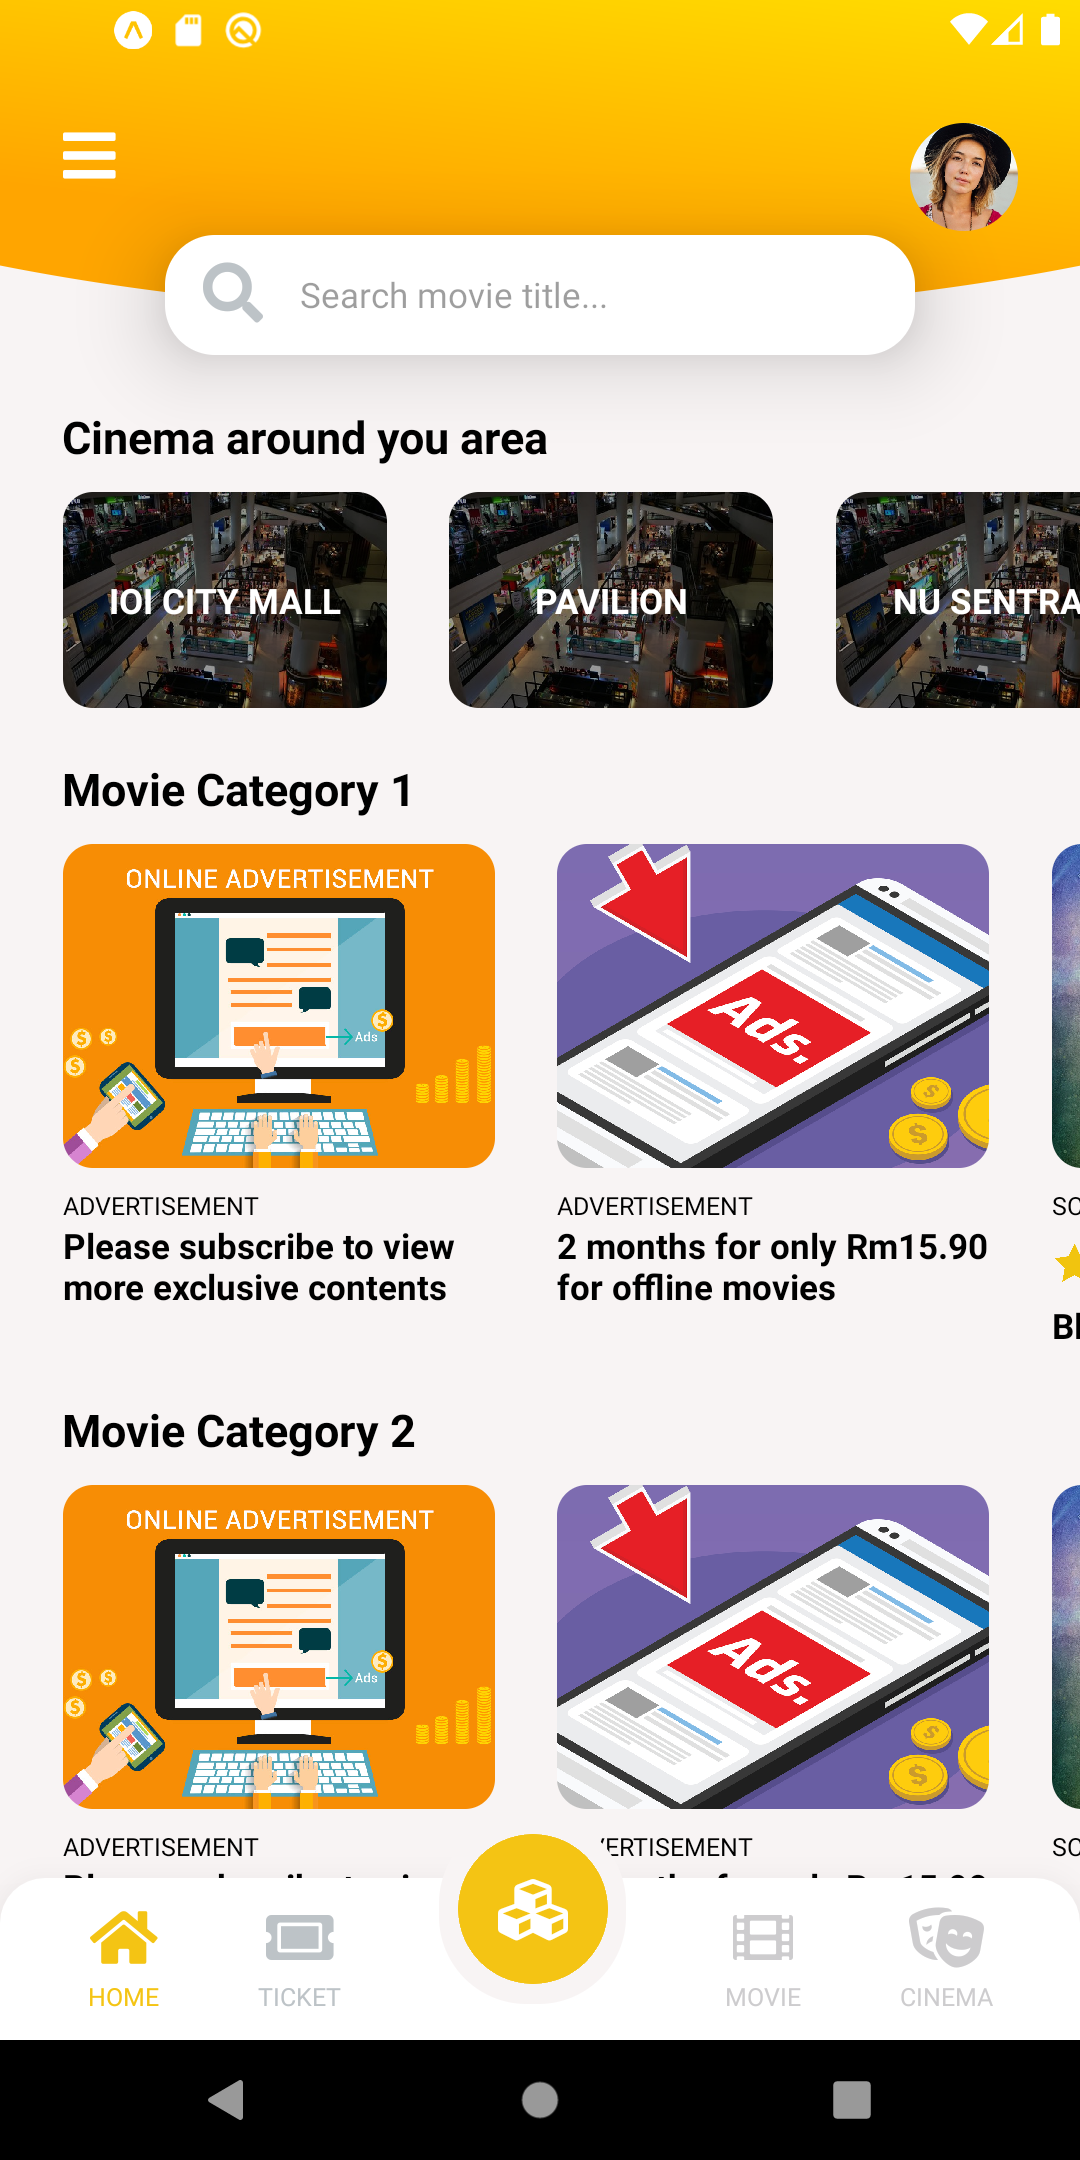 Search movie title...
Cinema around you area
IOI CITY MALL
PAVILION
NU SENTRA
Movie Category 1
ONLINE ADVERTISEMENT
Ads
Ads.
ADVERTISEMENT
Please subscribe to view
more exclusive contents
ADVERTISEMENT
2 months for only Rm15.90
for offline movies
SC
Bl
Movie Category 2
ONLINE ADVERTISEMENT
Ads
Ads.
ADVERTISEMENT
VERTISEMENT
SC
HOME
TICKET
MOVIE
CINEMA